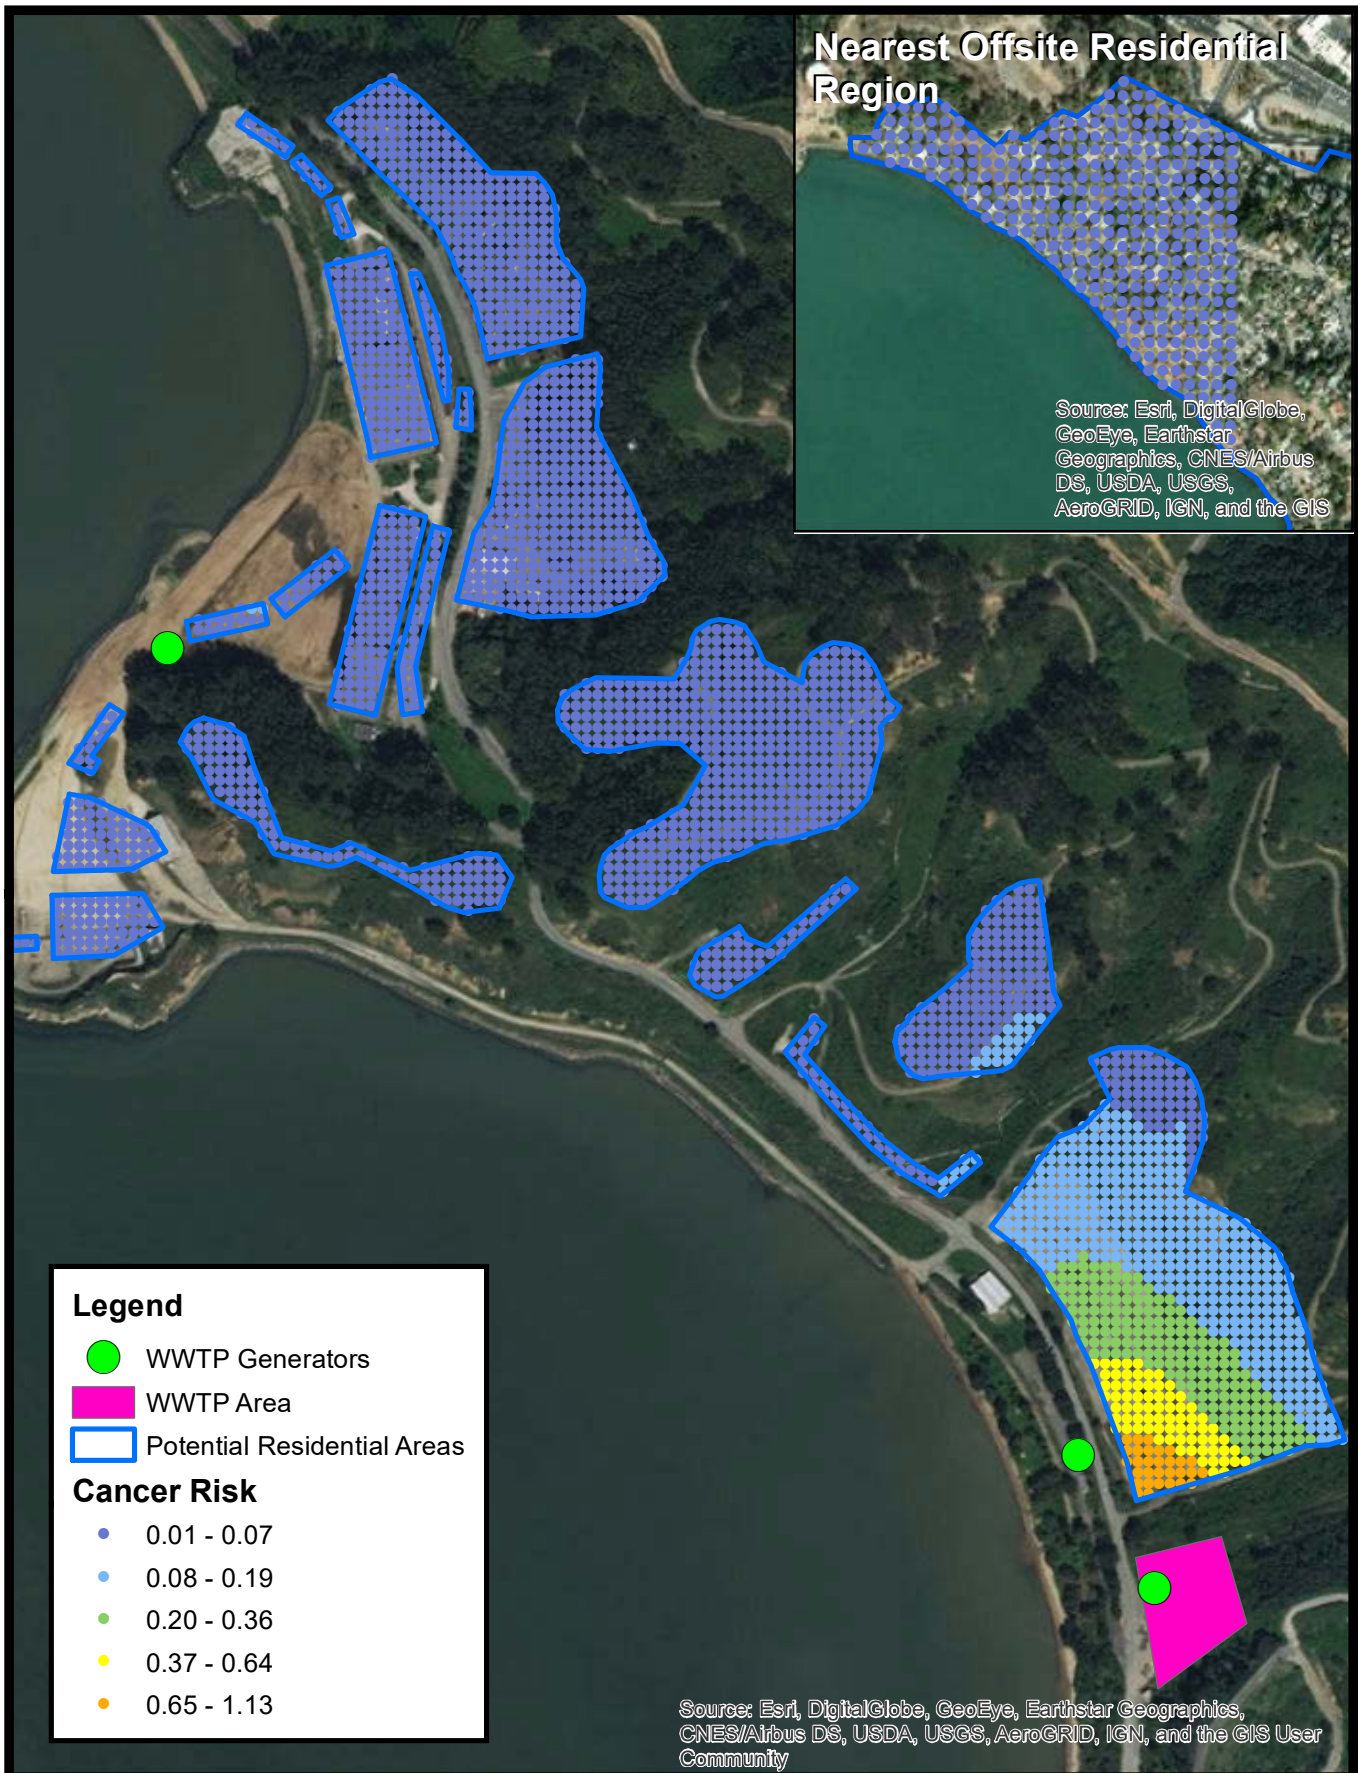 Nearest Offsite Residential
Region
Source: Esri, DigitalGlobe,
GeoEye, Earthstar
Geographics, CNES/Airbus
DS, USDA, USGS,
AeroGRID, IGN, and the GIS
Legend
WWTP Generators
WWTP Area
Potential Residential Areas
Cancer Risk
0.01 - 0.07
0.08 - 0.19
0.20 - 0.36
0.37 - 0.64
0.65 - 1.13
Source: Esri, DigitalGlobe, GeoEye, Earthstar Geographics,
CNES/Airbus DS, USDA, USGS, AeroGRID, IGN, and the GIS User
Community